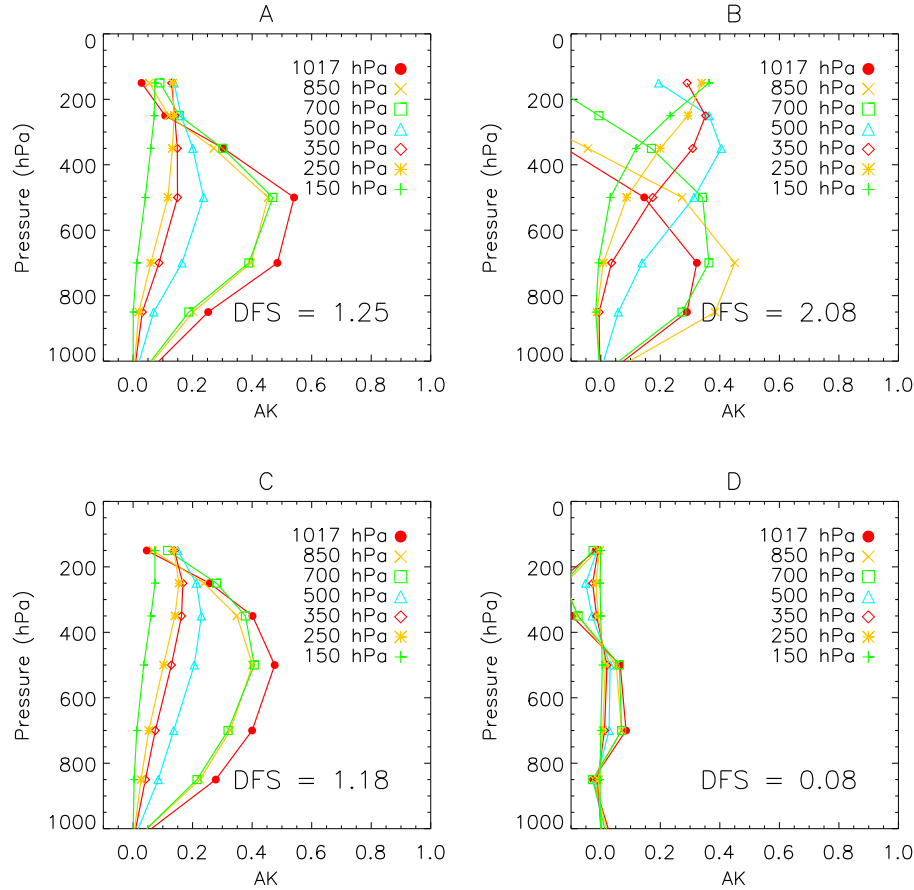 A
0
200
400
600
800
1000
Pressure (hPa)
1017 hPa
850 hPa
700 hPa
500 hPa
350 hPa
250 hPa
150 hPa
DFS = 1.25
0.0 0.2 0.4 0.6 0.8 1.0
AK
B
0
200
400
600
800
1000
Pressure (hPa)
1017 hPa
850 hPa
700 hPa
500 hPa
350 hPa
250 hPa
150 hPa
DFS = 2.08
0.0 0.2 0.4 0.6 0.8 1.0
AK
C
0
200
400
600
800
1000
Pressure (hPa)
1017 hPa
850 hPa
700 hPa
500 hPa
350 hPa
250 hPa
150 hPa
DFS = 1.18
0.0 0.2 0.4 0.6 0.8 1.0
AK
D
0
200
400
600
800
1000
Pressure (hPa)
1017 hPa
850 hPa
700 hPa
500 hPa
350 hPa
250 hPa
150 hPa
DFS = 0.08
0.0 0.2 0.4 0.6 0.8 1.0
AK